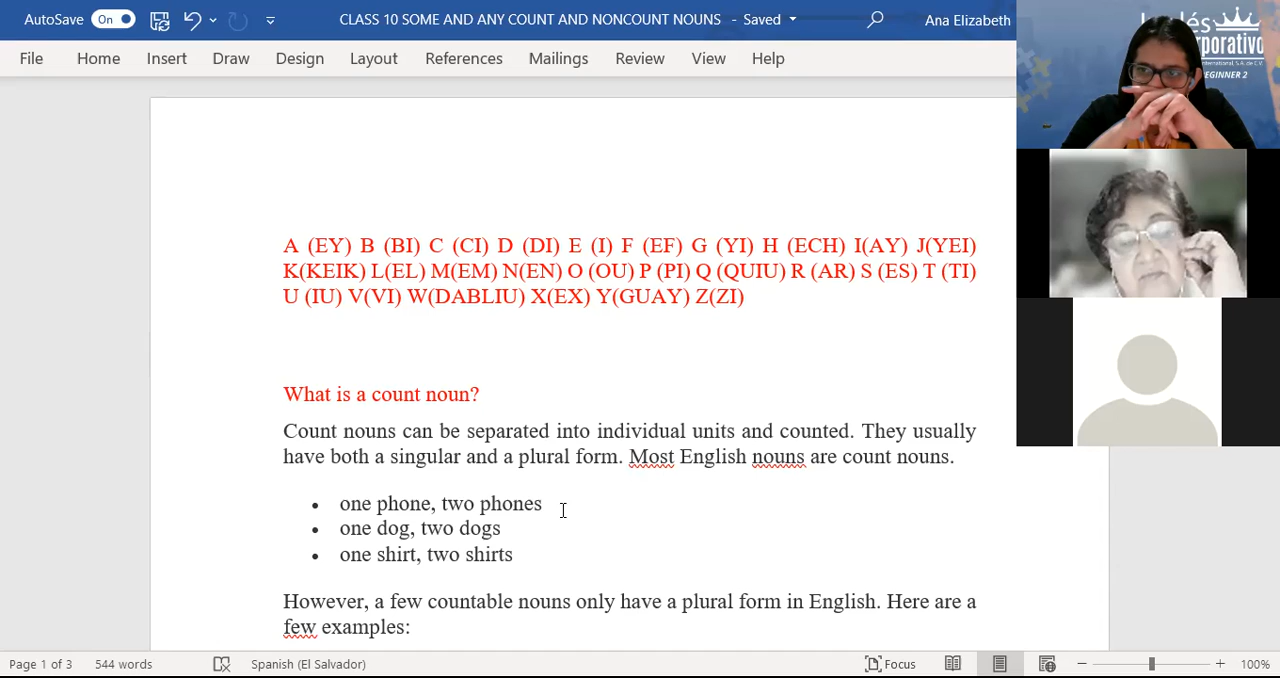 AutoSave On CLASS 10 SOME AND ANY COUNT AND NONCOUNT NOUNS - Saved Ana Elizabeth
File Home Insert Draw Design Layout References Mailings Review View Help
Inglés
Corporativo
International, S.A. de C.V.
BEGINNER 2
A (EY) B (BI) C (CI) D (DI) E (I) F (EF) G (YI) H (ECH) I(AY) J(YEI)
K(KEIK) L(EL) M(EM) N(EN) O (OU) P (PI) Q (QUIU) R (AR) S (ES) T (TI)
U (IU) V(VI) W(DABLIU) X(EX) Y(GUAY) Z(ZI)
What is a count noun?
Count nouns can be separated into individual units and counted. They usually
have both a singular and a plural form. Most English nouns are count nouns.
• one phone, two phones
• one dog, two dogs
• one shirt, two shirts
However, a few countable nouns only have a plural form in English. Here are a
few examples:
Page 1 of 3 544 words Spanish (El Salvador) Focus 100%